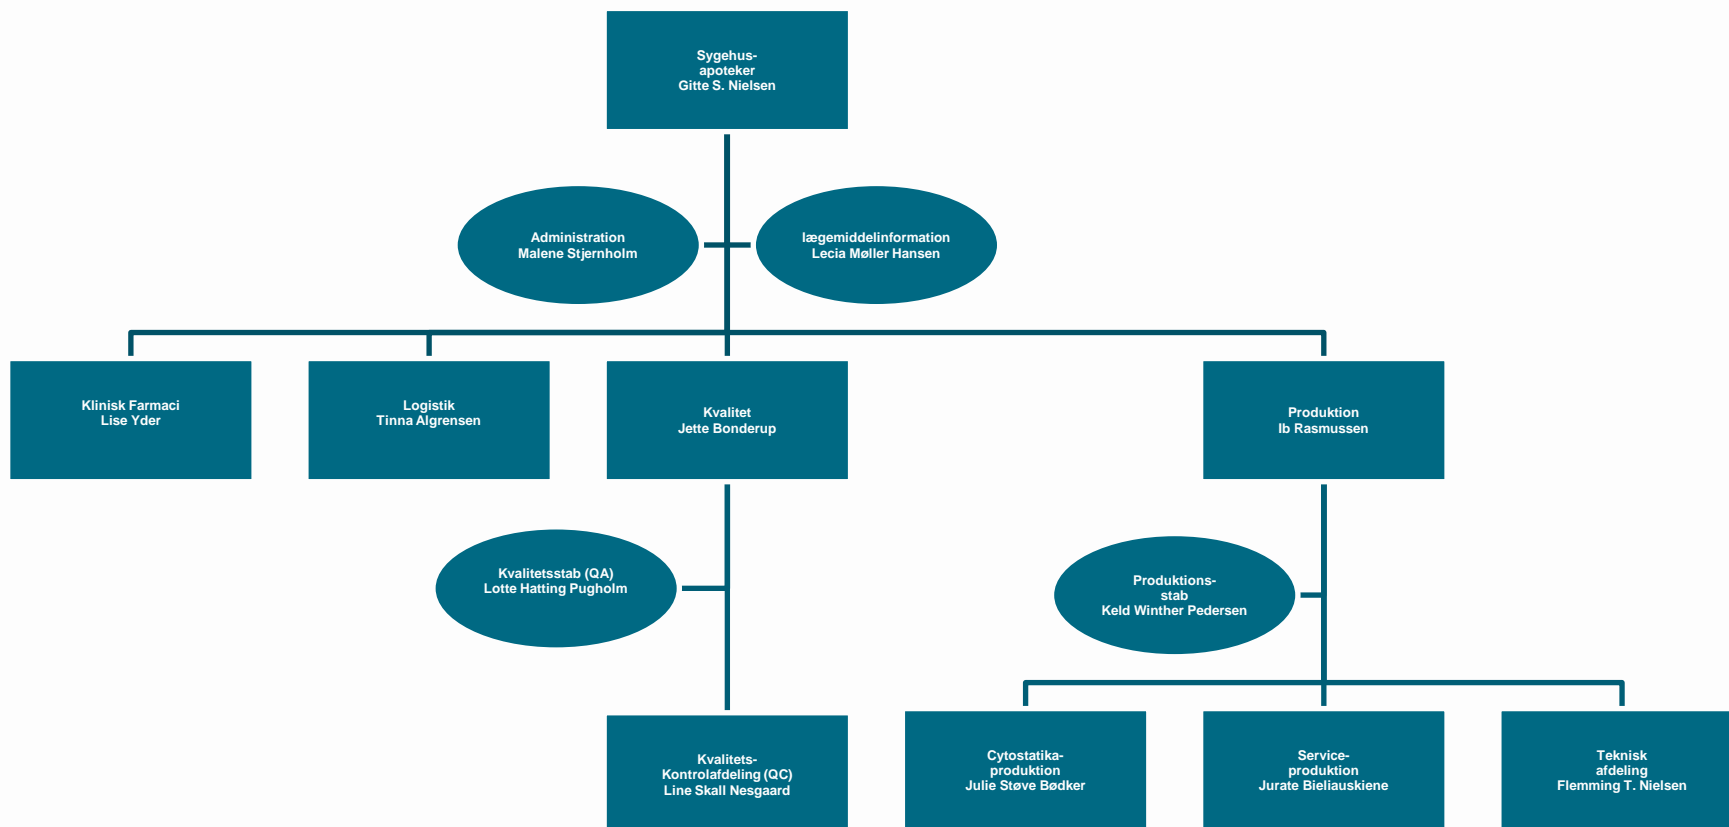 Sygehus-
apoteker
Gitte S. Nielsen
Administration
Malene Stjernholm
lægemiddelinformation
Lecia Møller Hansen
Klinisk Farmaci
Lise Yder
Logistik
Tinna Algrensen
Kvalitet
Jette Bonderup
Produktion
Ib Rasmussen
Kvalitetsstab (QA)
Lotte Hatting Pugholm
Produktions-
stab
Keld Winther Pedersen
Kvalitets-
Kontrolafdeling (QC)
Line Skall Nesgaard
Cytostatika-
produktion
Julie Støve Bødker
Service-
produktion
Jurate Bieliauskiene
Teknisk
afdeling
Flemming T. Nielsen